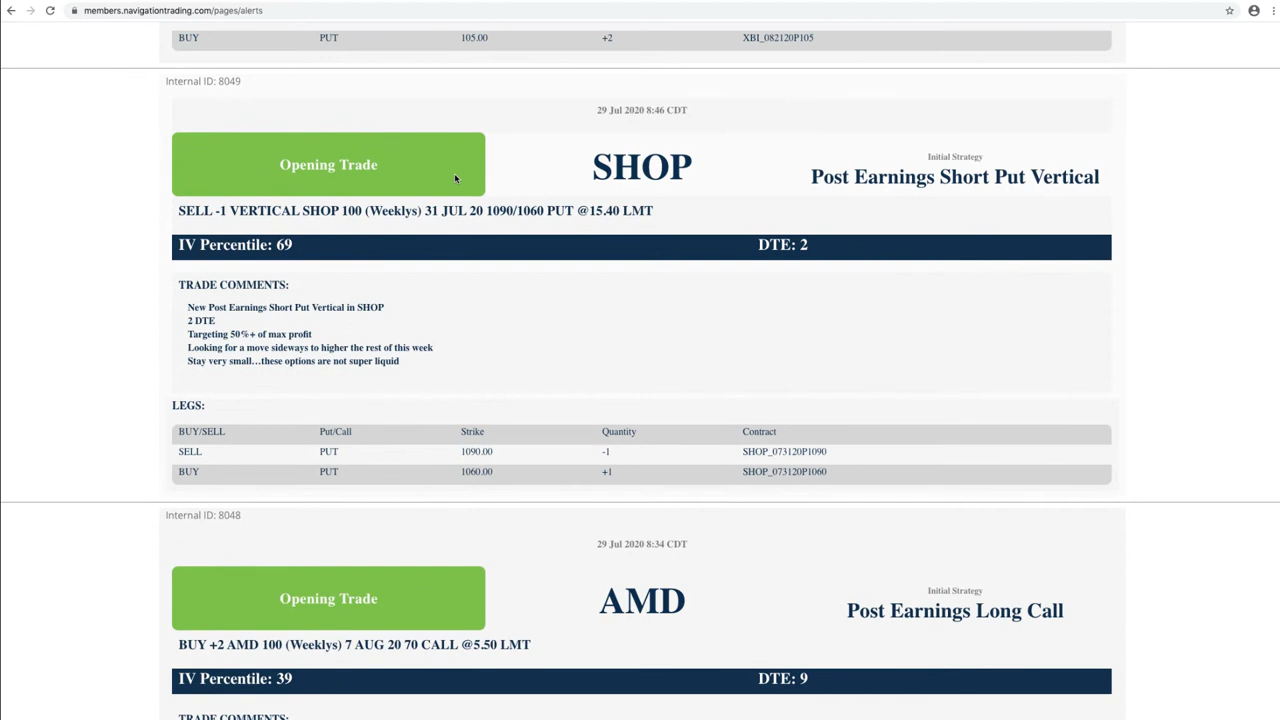 members.navigationtrading.com/pages/alerts
BUY PUT 105.00 +2 XBI_082120P105
Internal ID: 8049
29 Jul 2020 8:46 CDT
Opening Trade
SHOP
Initial Strategy
Post Earnings Short Put Vertical
SELL -1 VERTICAL SHOP 100 (Weeklys) 31 JUL 20 1090/1060 PUT @15.40 LMT
IV Percentile: 69 DTE: 2
TRADE COMMENTS:
New Post Earnings Short Put Vertical in SHOP
2 DTE
Targeting 50%+ of max profit
Looking for a move sideways to higher the rest of this week
Stay very small…these options are not super liquid
LEGS:
BUY/SELL Put/Call Strike Quantity Contract
SELL PUT 1090.00 -1 SHOP_073120P1090
BUY PUT 1060.00 +1 SHOP_073120P1060
Internal ID: 8048
29 Jul 2020 8:34 CDT
Opening Trade
AMD
Initial Strategy
Post Earnings Long Call
BUY +2 AMD 100 (Weeklys) 7 AUG 20 70 CALL @5.50 LMT
IV Percentile: 39 DTE: 9
TRADE COMMENTS: